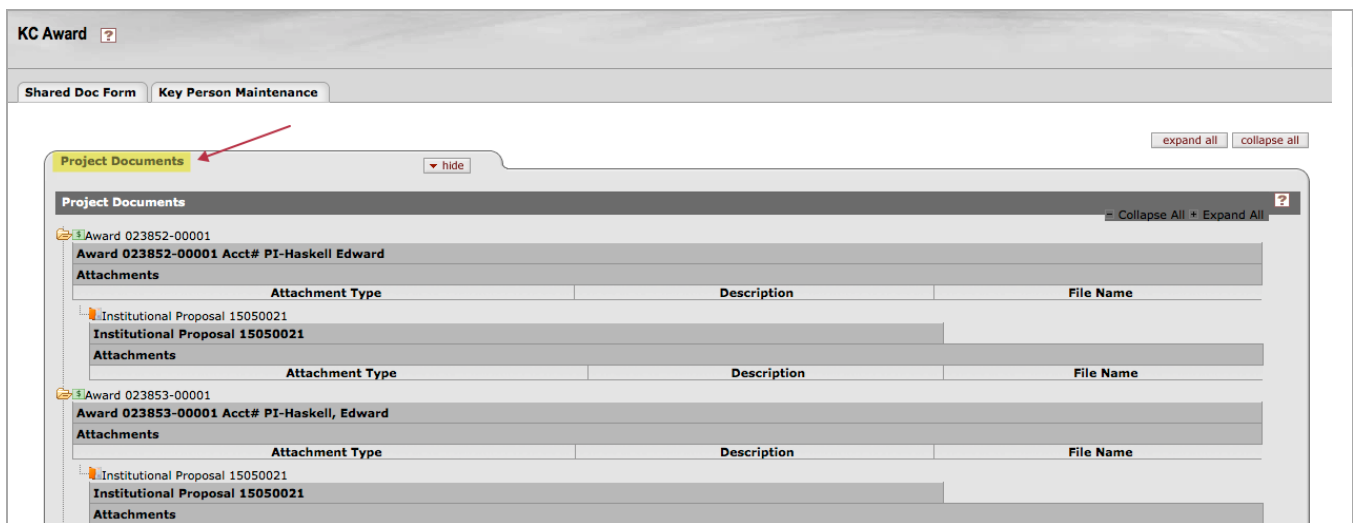 KC Award ?
Shared Doc Form Key Person Maintenance
expand all collapse all
Project Documents hide
Project Documents ?
- Collapse All + Expand All
$ Award 023852-00001
Award 023852-00001 Acct# PI-Haskell Edward
Attachments
Attachment Type Description File Name
Institutional Proposal 15050021
Institutional Proposal 15050021
Attachments
Attachment Type Description File Name
$ Award 023853-00001
Award 023853-00001 Acct# PI-Haskell, Edward
Attachments
Attachment Type Description File Name
Institutional Proposal 15050021
Institutional Proposal 15050021
Attachments